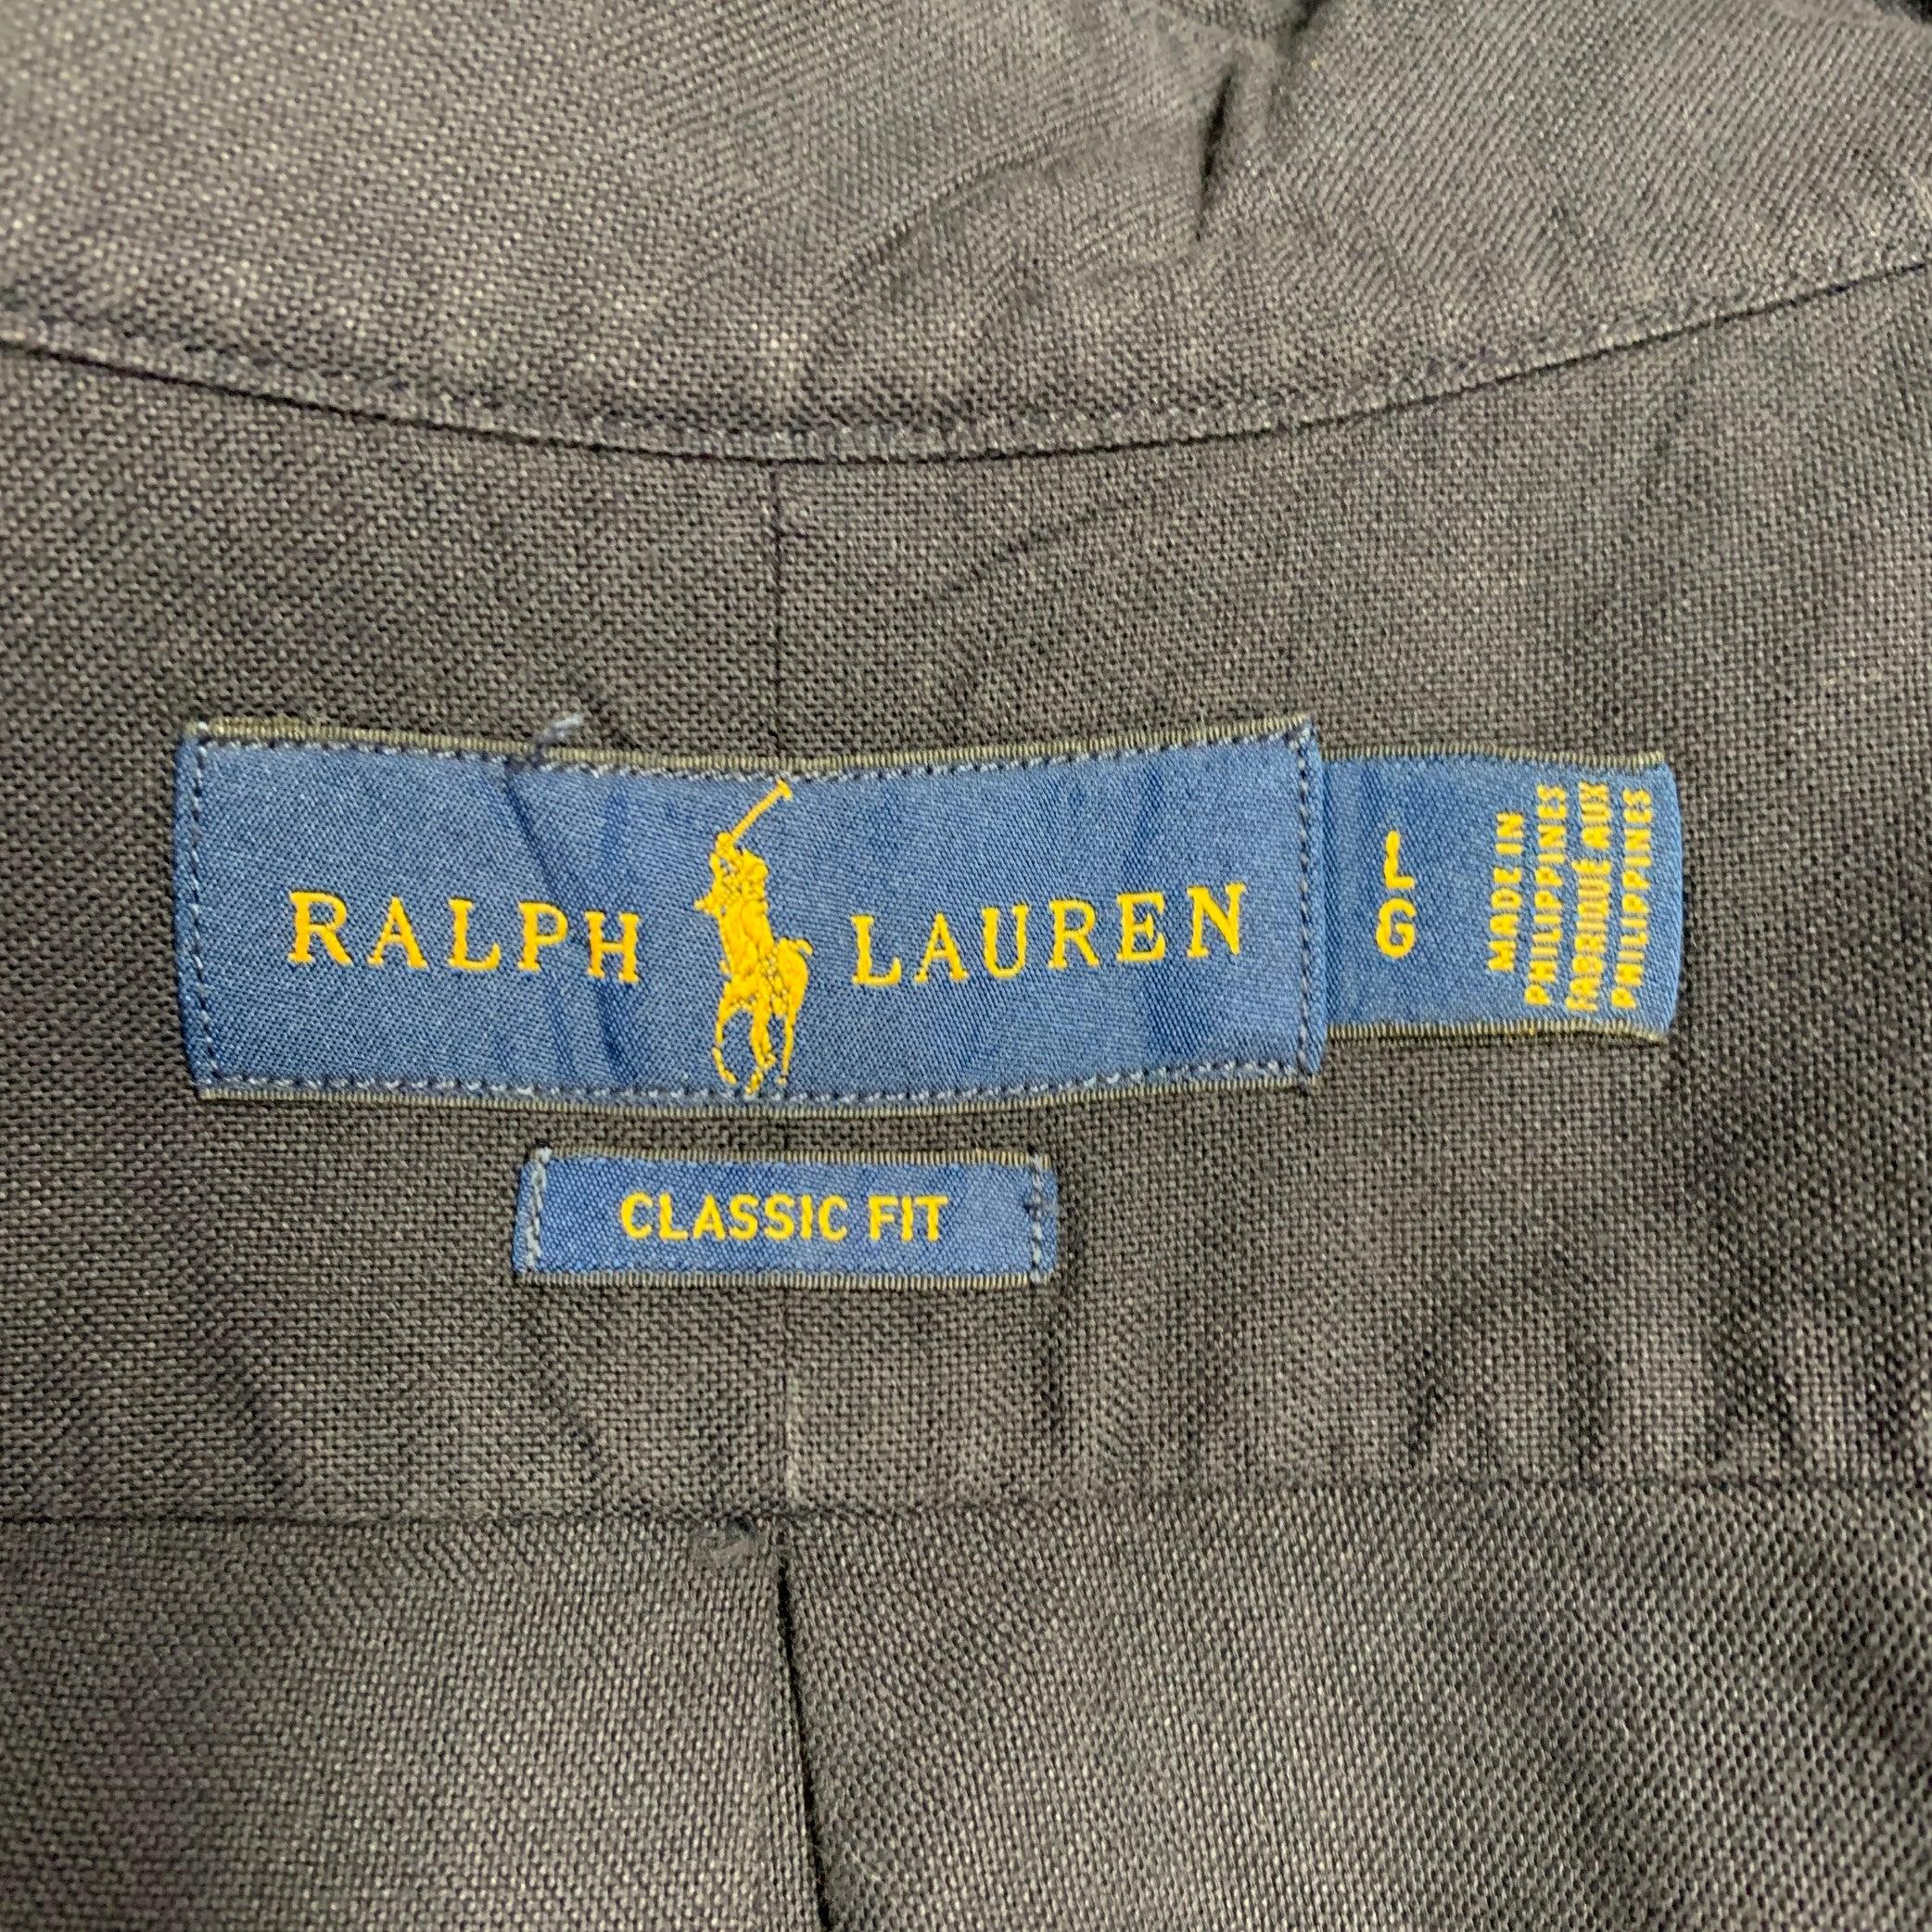 RALPH LAUREN
L
G
MADE IN
PHILIPPINES
FABRIQUÉ AUX
PHILIPPINES
CLASSIC FIT